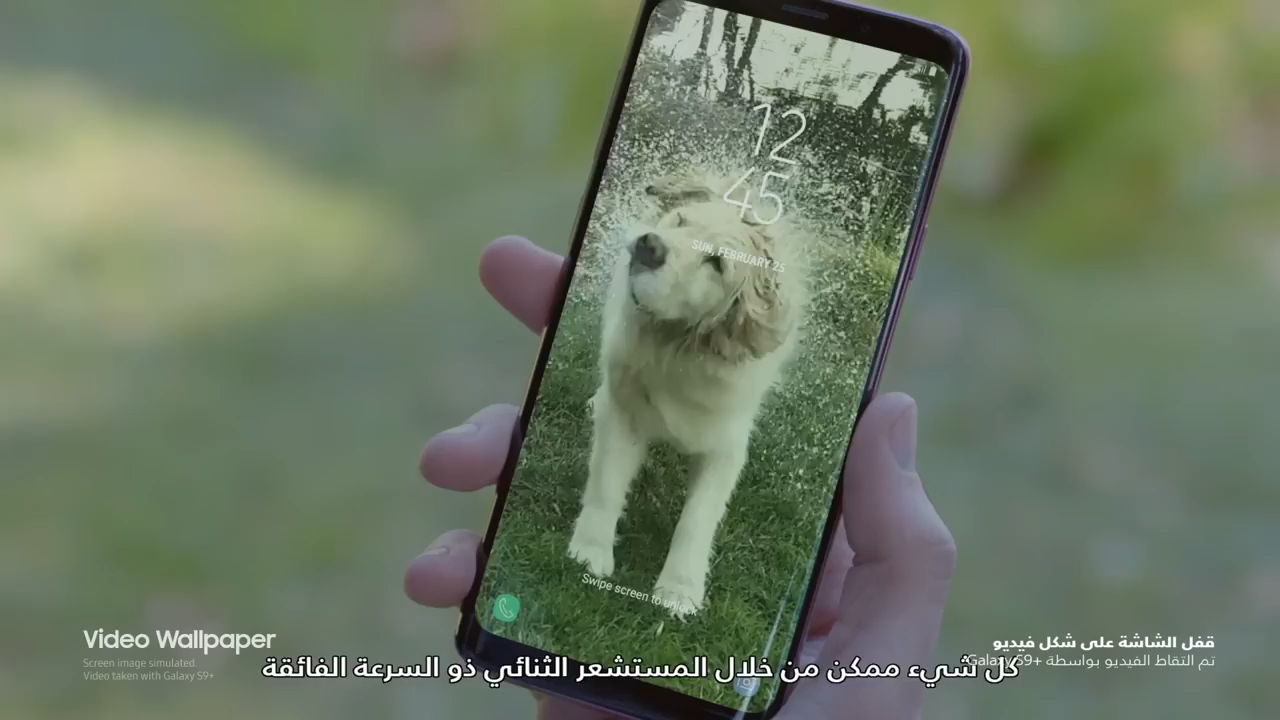 12
45
SUN, FEBRUARY 25
Swipe screen to unlock
Video Wallpaper
Screen image simulated.
Video taken with Galaxy S9+
قفل الشاشة على شكل فيديو
تم التقاط الفيديو بواسطة +Galaxy S9
كل شيء ممكن من خلال المستشعر الثنائي ذو السرعة الفائقة